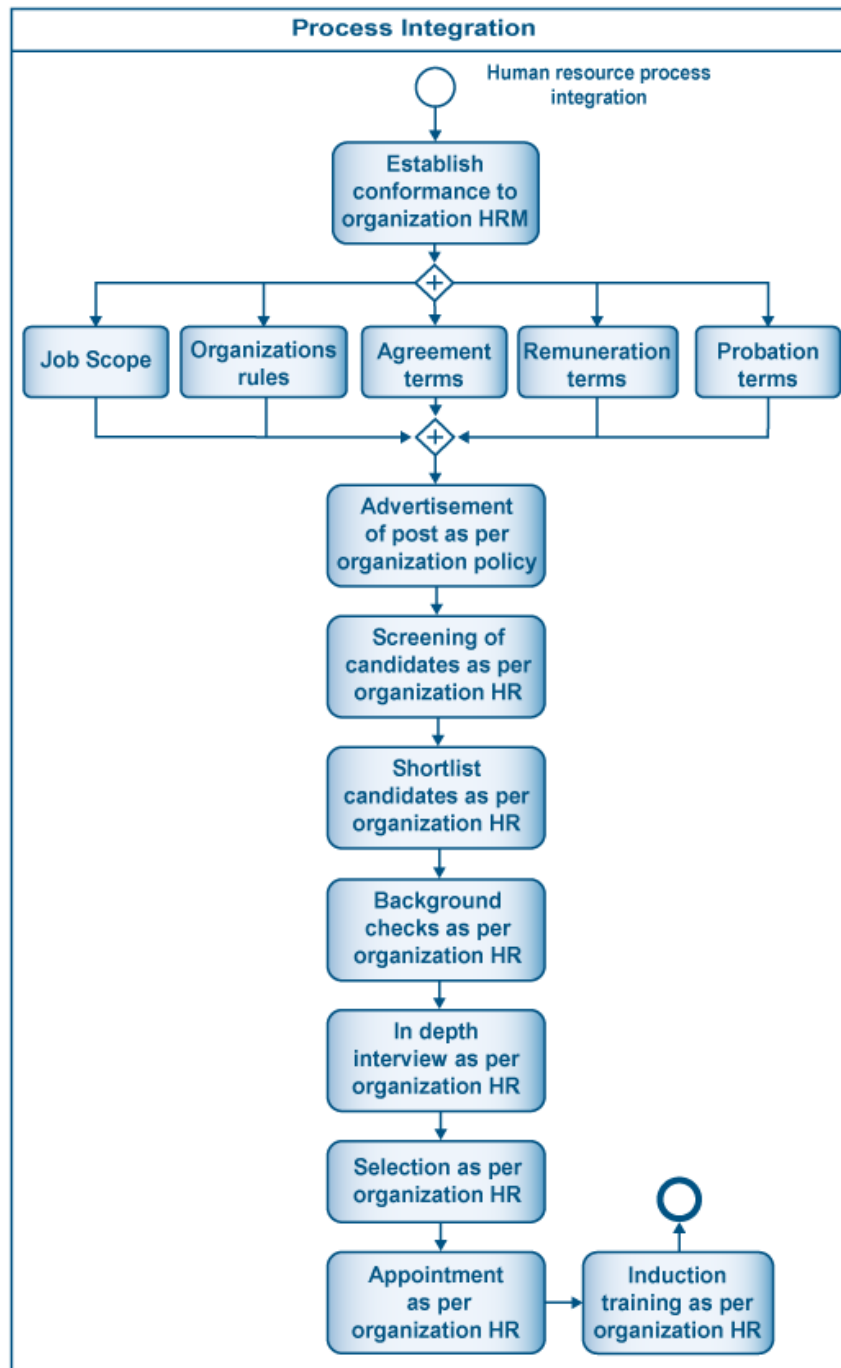 Process Integration
Human resource process
integration
Establish
conformance to
organization HRM
Job Scope
Organizations
rules
Agreement
terms
Remuneration
terms
Probation
terms
Advertisement
of post as per
organization policy
Screening of
candidates as per
organization HR
Shortlist
candidates as per
organization HR
Background
checks as per
organization HR
In depth
interview as per
organization HR
Selection as per
organization HR
Appointment
as per
organization HR
Induction
training as per
organization HR